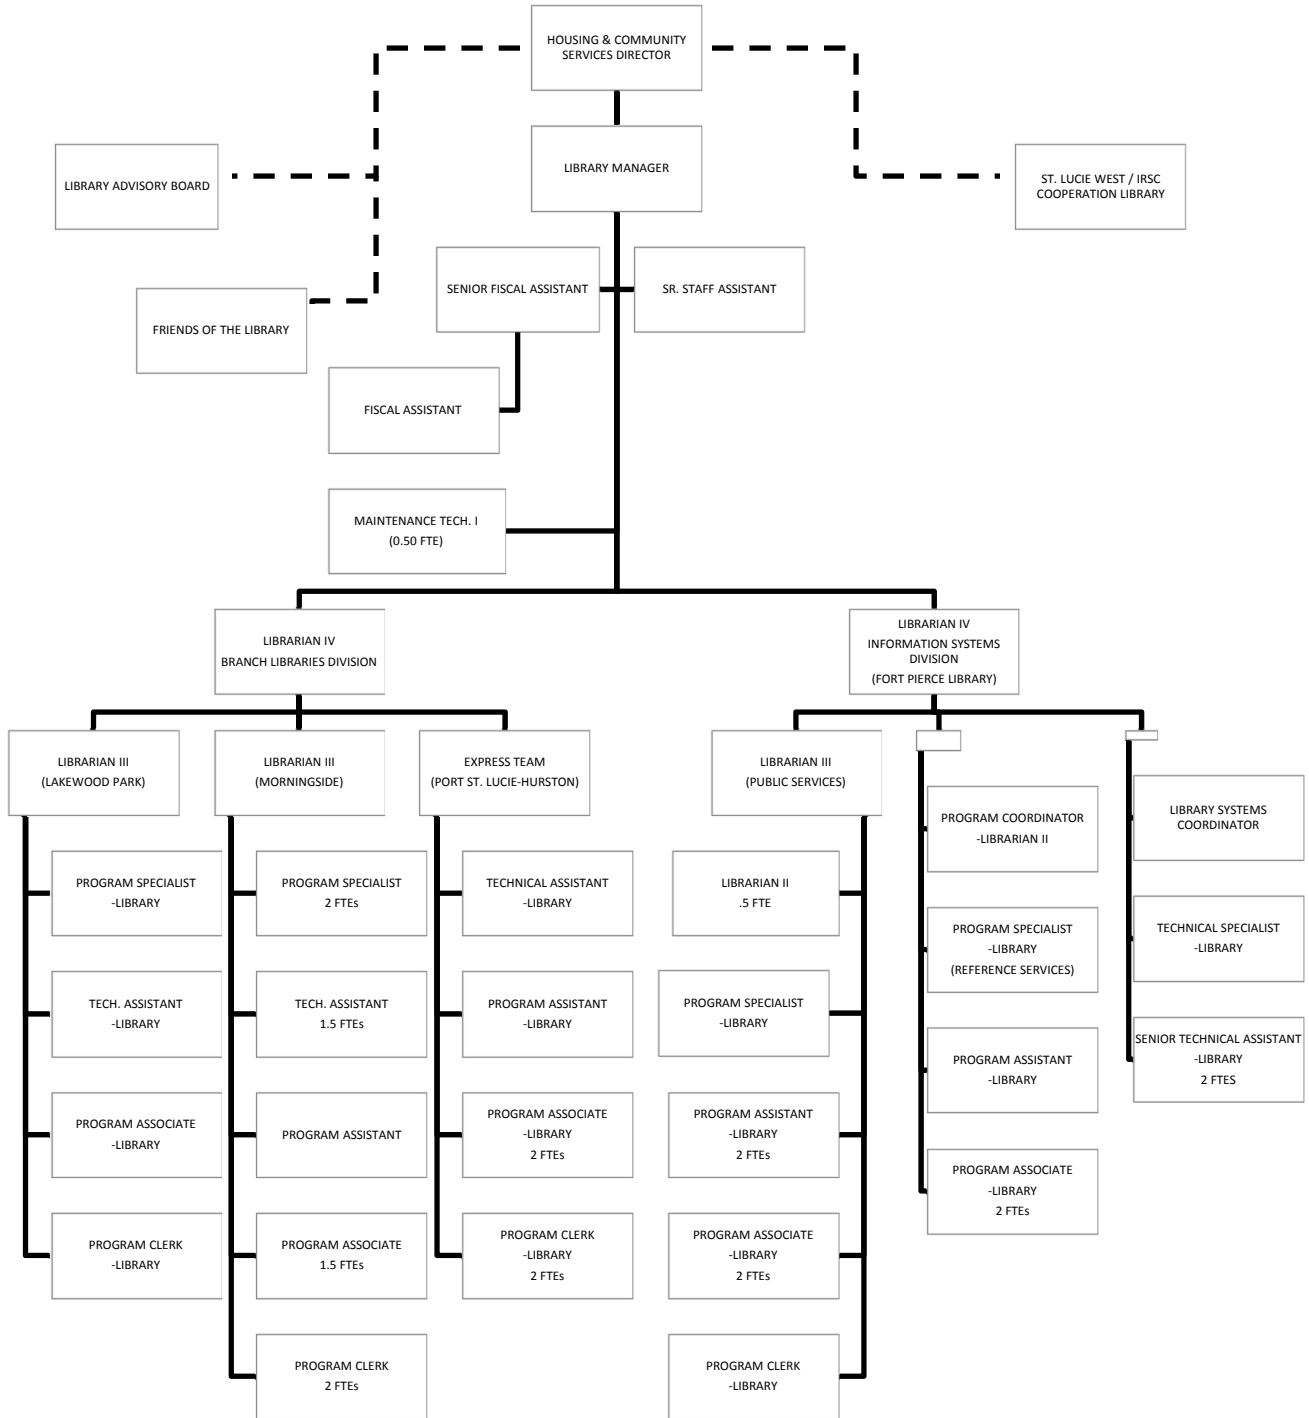 HOUSING & COMMUNITY
SERVICES DIRECTOR
LIBRARY MANAGER
LIBRARY ADVISORY BOARD
ST. LUCIE WEST / IRSC
COOPERATION LIBRARY
SENIOR FISCAL ASSISTANT
SR. STAFF ASSISTANT
FRIENDS OF THE LIBRARY
FISCAL ASSISTANT
MAINTENANCE TECH. I
(0.50 FTE)
LIBRARIAN IV
BRANCH LIBRARIES DIVISION
LIBRARIAN IV
INFORMATION SYSTEMS
DIVISION
(FORT PIERCE LIBRARY)
LIBRARIAN III
(LAKEWOOD PARK)
PROGRAM SPECIALIST
-LIBRARY
TECH. ASSISTANT
-LIBRARY
PROGRAM ASSOCIATE
-LIBRARY
PROGRAM CLERK
-LIBRARY
LIBRARIAN III
(MORNINGSIDE)
PROGRAM SPECIALIST
2 FTEs
TECH. ASSISTANT
1.5 FTEs
PROGRAM ASSISTANT
PROGRAM ASSOCIATE
1.5 FTEs
PROGRAM CLERK
2 FTEs
EXPRESS TEAM
(PORT ST. LUCIE-HURSTON)
TECHNICAL ASSISTANT
-LIBRARY
PROGRAM ASSISTANT
-LIBRARY
PROGRAM ASSOCIATE
-LIBRARY
2 FTEs
PROGRAM CLERK
-LIBRARY
2 FTEs
LIBRARIAN III
(PUBLIC SERVICES)
LIBRARIAN II
.5 FTE
PROGRAM SPECIALIST
-LIBRARY
PROGRAM ASSISTANT
-LIBRARY
2 FTEs
PROGRAM ASSOCIATE
-LIBRARY
2 FTEs
PROGRAM CLERK
-LIBRARY
PROGRAM COORDINATOR
-LIBRARIAN II
PROGRAM SPECIALIST
-LIBRARY
(REFERENCE SERVICES)
PROGRAM ASSISTANT
-LIBRARY
PROGRAM ASSOCIATE
-LIBRARY
2 FTEs
LIBRARY SYSTEMS
COORDINATOR
TECHNICAL SPECIALIST
-LIBRARY
SENIOR TECHNICAL ASSISTANT
-LIBRARY
2 FTES